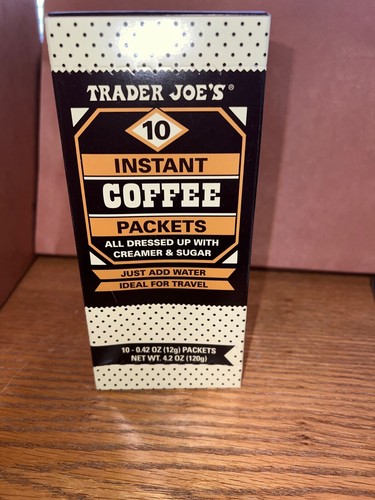 TRADER JOE'S®
10
INSTANT
COFFEE
PACKETS
ALL DRESSED UP WITH
CREAMER & SUGAR
JUST ADD WATER
IDEAL FOR TRAVEL
10 - 0.42 OZ (12g) PACKETS
NET WT. 4.2 OZ (120g)